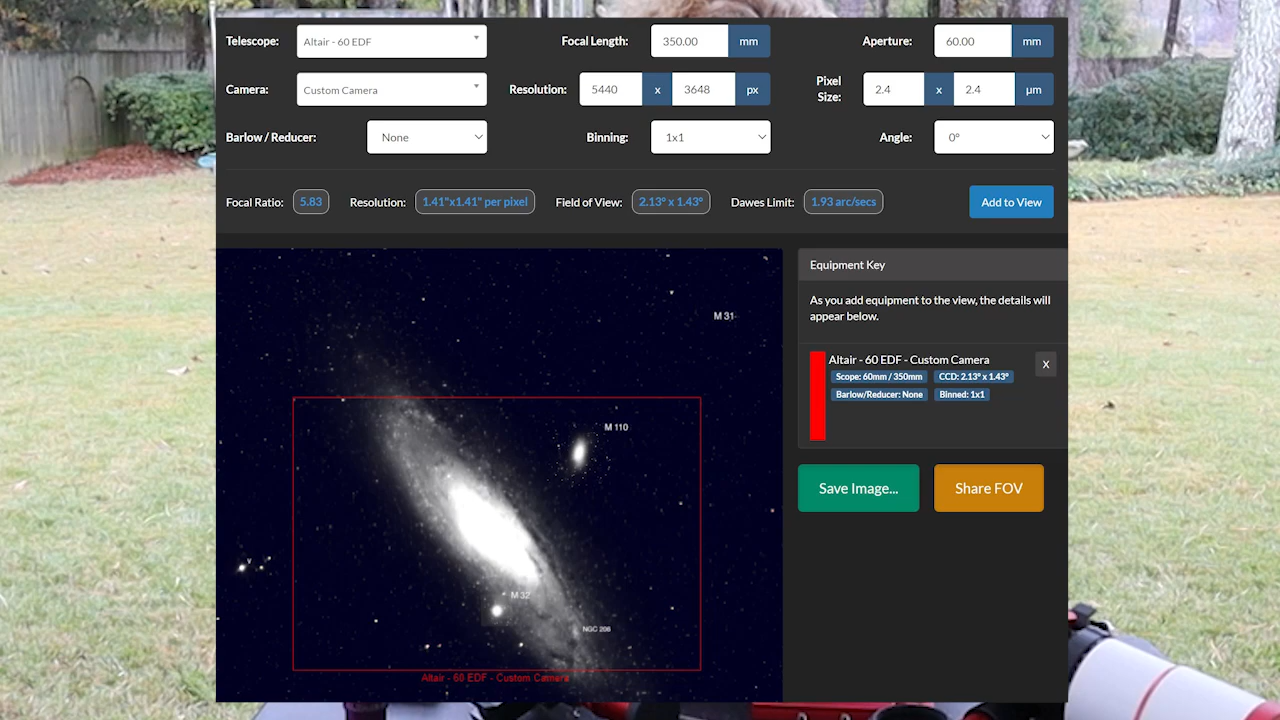 Telescope: Altair - 60 EDF Focal Length: 350.00 mm Aperture: 60.00 mm
Camera: Custom Camera Resolution: 5440 x 3648 px Pixel Size: 2.4 x 2.4 µm
Barlow / Reducer: None Binning: 1x1 Angle: 0°
Focal Ratio: 5.83 Resolution: 1.41"x1.41" per pixel Field of View: 2.13° x 1.43° Dawes Limit: 1.93 arc/secs Add to View
Equipment Key
As you add equipment to the view, the details will
appear below.
M 31
Altair - 60 EDF - Custom Camera X
Scope: 60mm / 350mm CCD: 2.13° x 1.43°
Barlow/Reducer: None Binned: 1x1
M 110
Save Image... Share FOV
M 32
NGC 206
Altair - 60 EDF - Custom Camera